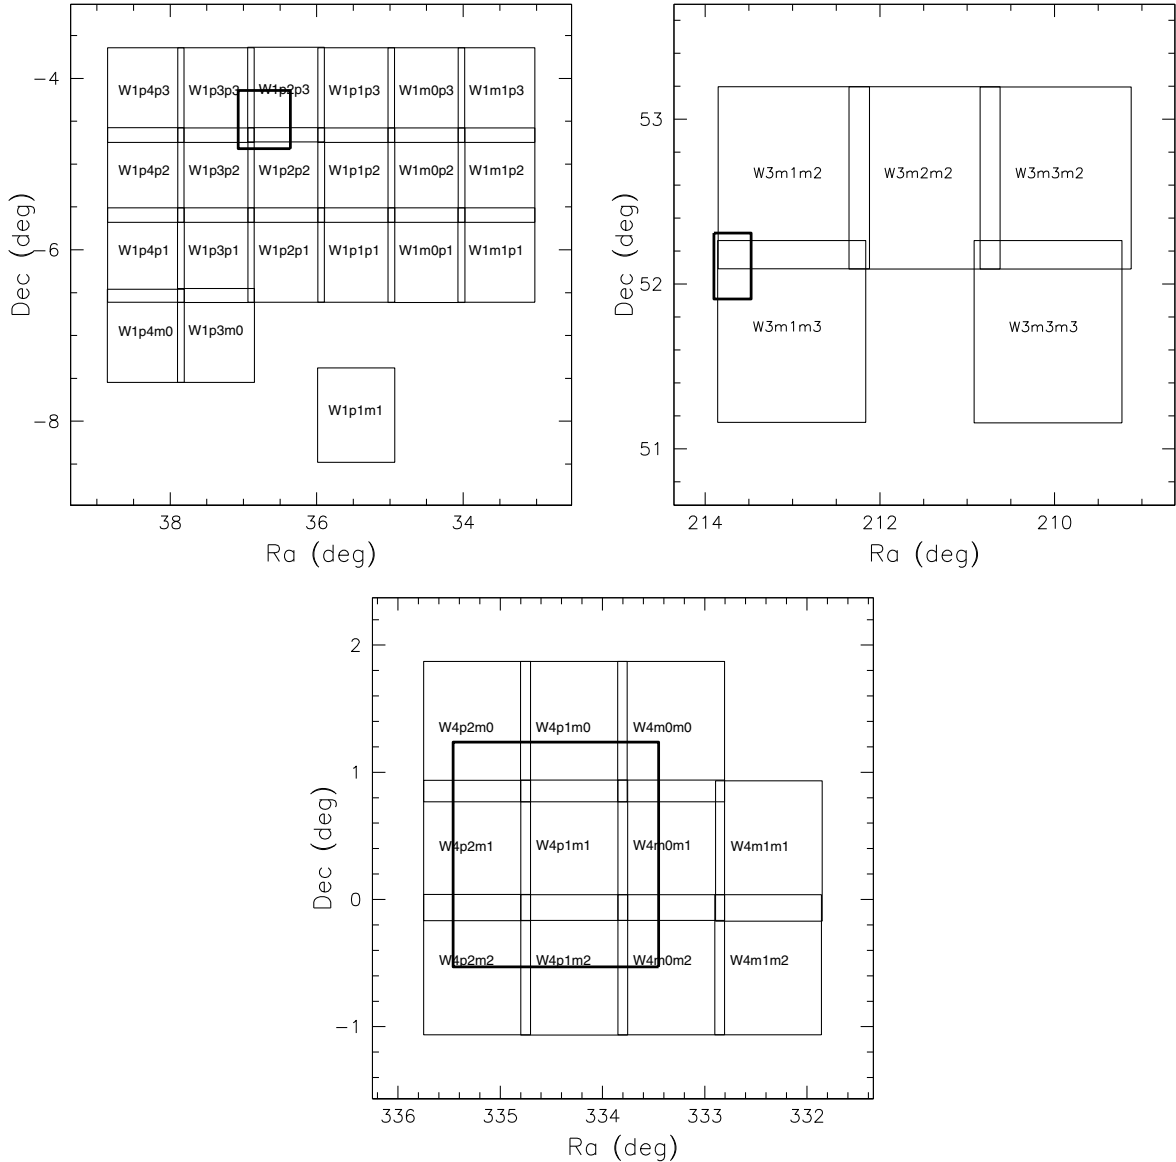 −4
−6
−8
Dec (deg)
W1p4p3 W1p3p3 W1p2p3 W1p1p3 W1m0p3 W1m1p3
W1p4p2 W1p3p2 W1p2p2 W1p1p2 W1m0p2 W1m1p2
W1p4p1 W1p3p1 W1p2p1 W1p1p1 W1m0p1 W1m1p1
W1p4m0 W1p3m0
W1p1m1
38 36 34
Ra (deg)
53
52
51
Dec (deg)
W3m1m2 W3m2m2 W3m3m2
W3m1m3 W3m3m3
214 212 210
Ra (deg)
2
1
0
−1
Dec (deg)
W4p2m0 W4p1m0 W4m0m0
W4p2m1 W4p1m1 W4m0m1 W4m1m1
W4p2m2 W4p1m2 W4m0m2 W4m1m2
336 335 334 333 332
Ra (deg)